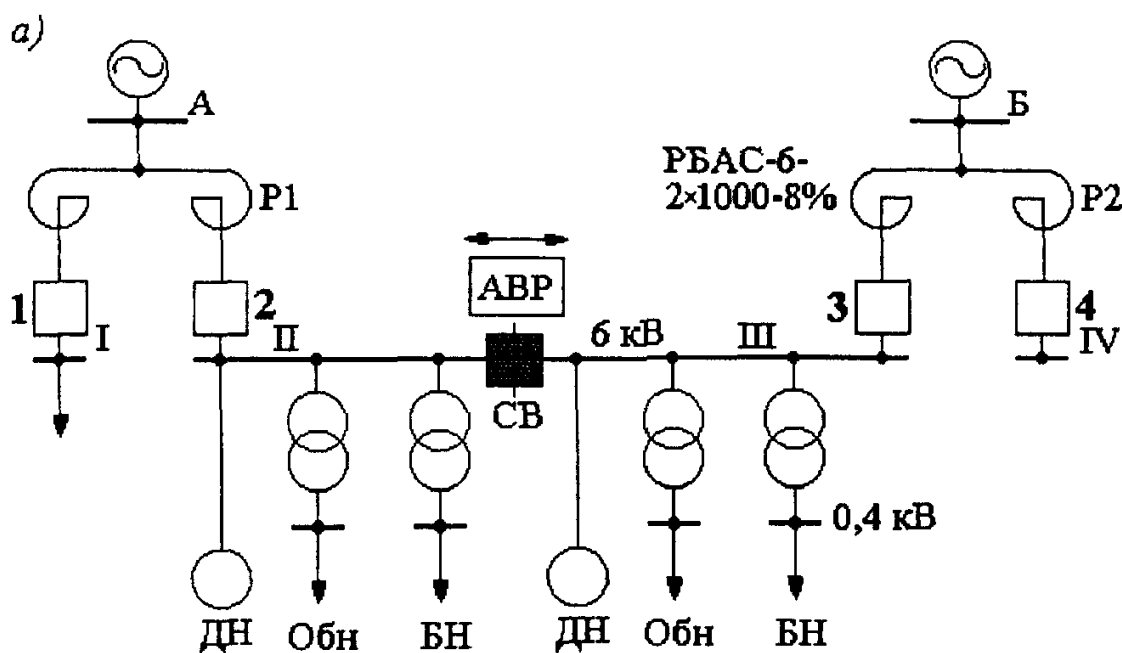 а)
А
Б
РБАС-6-
2×1000-8%
Р1
Р2
АВР
1
2
3
4
I
II
6 кВ
III
IV
СВ
0,4 кВ
ДН
Обн
БН
ДН
Обн
БН